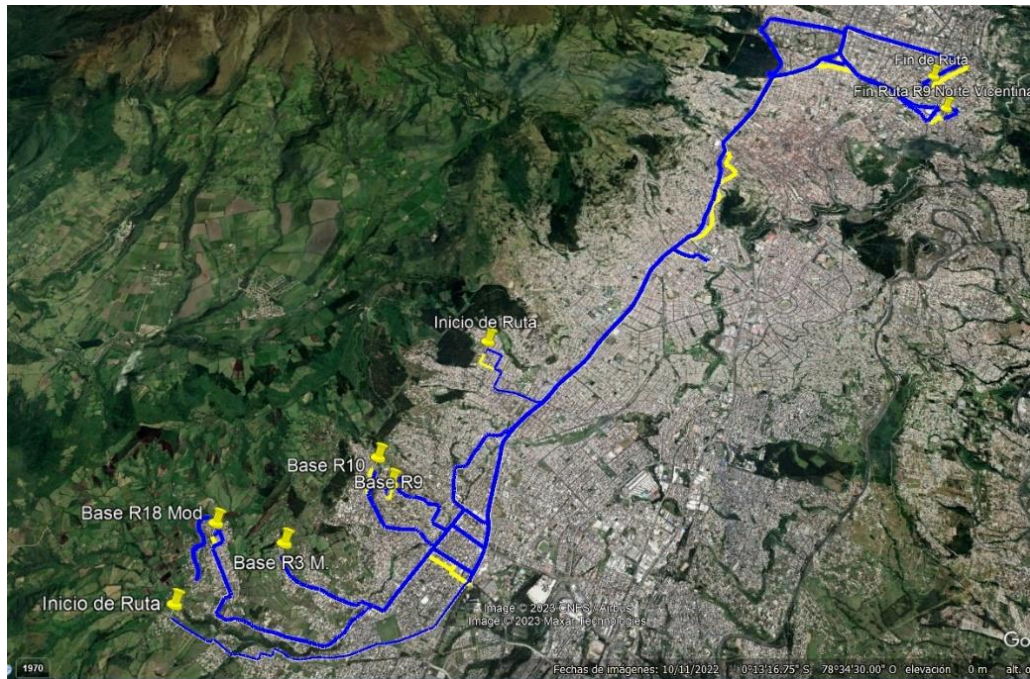 Fin de Ruta
Fin Ruta R9 Norte Vicentina
Inicio de Ruta
Base R10
Base R9
Base R18 Mod
Base R3 M.
Inicio de Ruta
Image © 2023 CNES / Airbus
Image © 2023 Maxar Technologies
Go
1970
Fechas de imágenes: 10/11/2022 0°13'16.75" S 78°34'30.00" O elevación 0 m alt. o